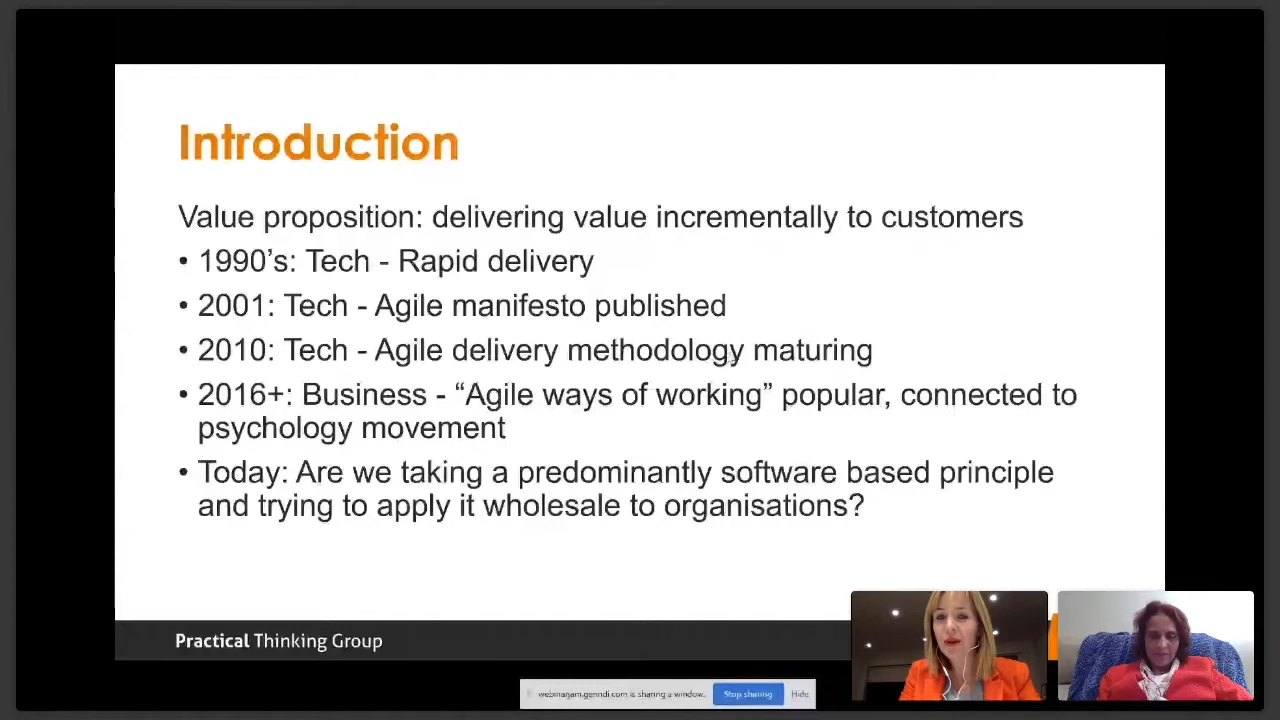 Introduction
Value proposition: delivering value incrementally to customers
• 1990’s: Tech - Rapid delivery
• 2001: Tech - Agile manifesto published
• 2010: Tech - Agile delivery methodology maturing
• 2016+: Business - “Agile ways of working” popular, connected to
psychology movement
• Today: Are we taking a predominantly software based principle
and trying to apply it wholesale to organisations?
Practical Thinking Group
webinarjam.genndi.com is sharing a window. Stop sharing Hide